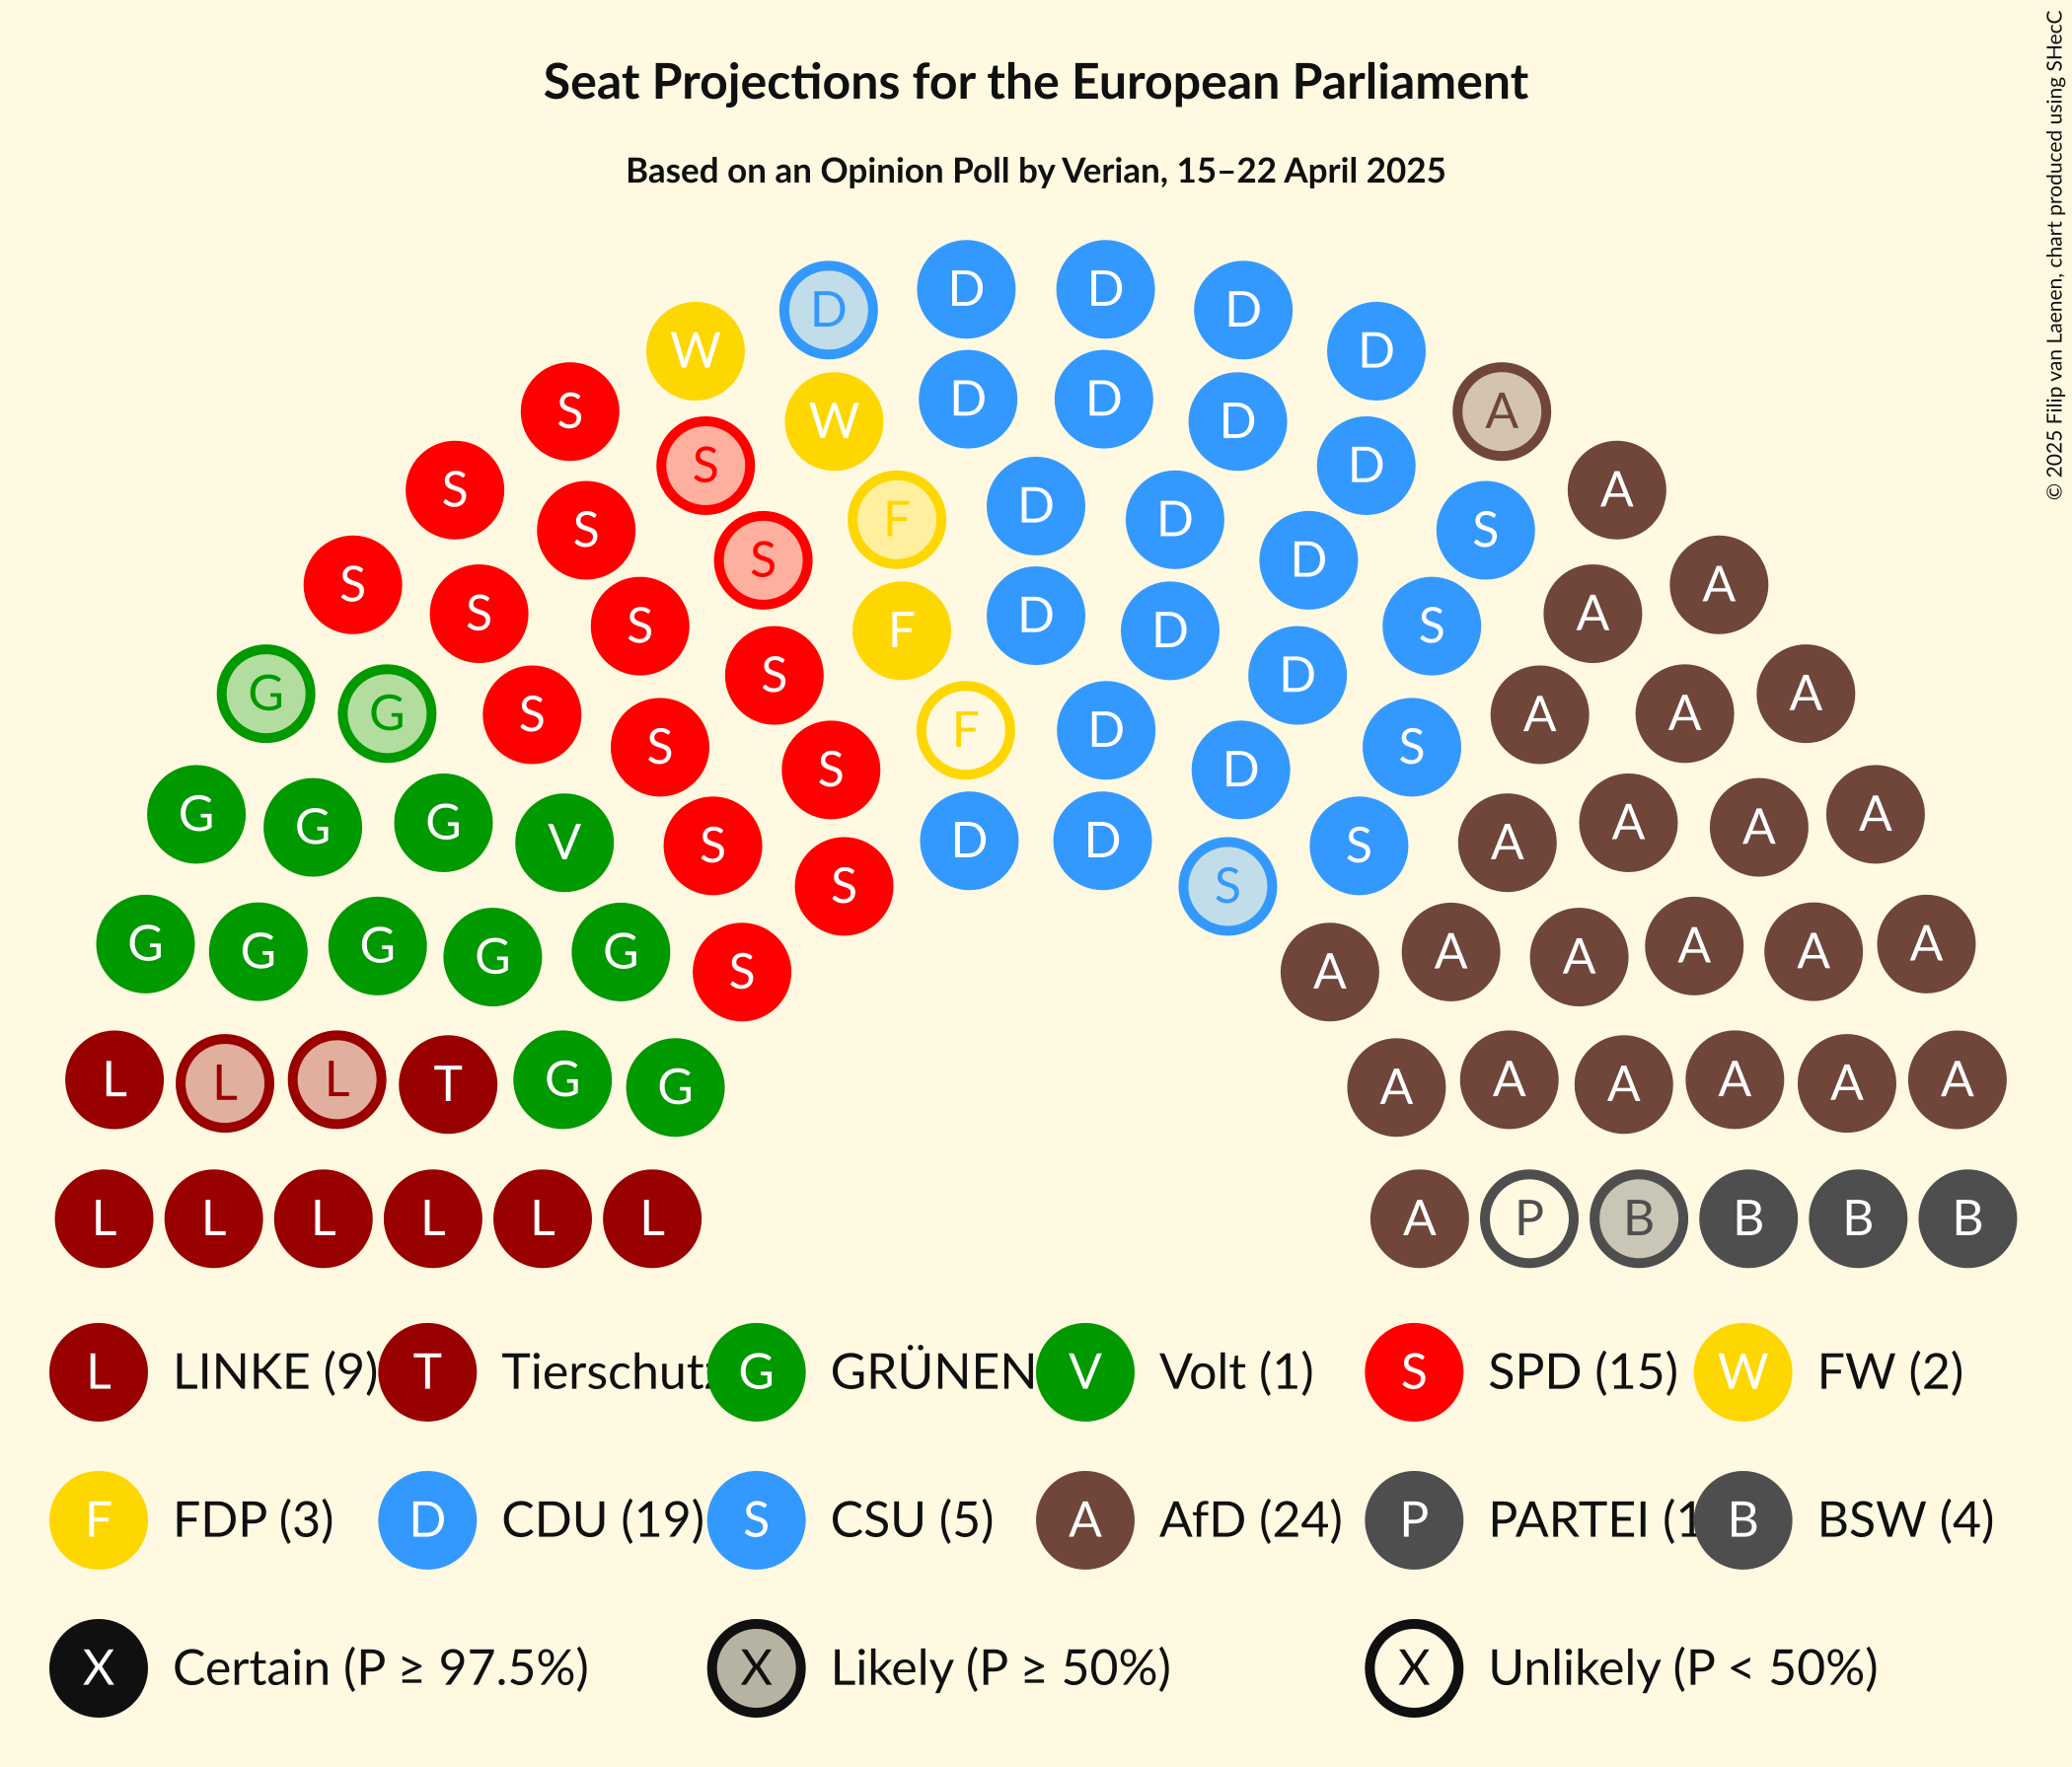 Seat Projections for the European Parliament
Based on an Opinion Poll by Verian, 15–22 April 2025
© 2025 Filip van Laenen, chart produced using SHecC
D D
D D
W D
D D
S A
W D
S D
S A
D
F D
S S
S D
S A
S D A
S F D S
S D
G A
G S A A
F D
S S
S D
G A
G G A A
V S D D S A
S S
G G G G G S A A A A A A
L L L T G G A A A A A A
L L L L L L A P B B B B
L LINKE (9) T Tierschutz G GRÜNEN V Volt (1) S SPD (15) W FW (2)
F FDP (3) D CDU (19) S CSU (5) A AfD (24) P PARTEI (1 B BSW (4)
X Certain (P ≥ 97.5%) X Likely (P ≥ 50%) X Unlikely (P < 50%)